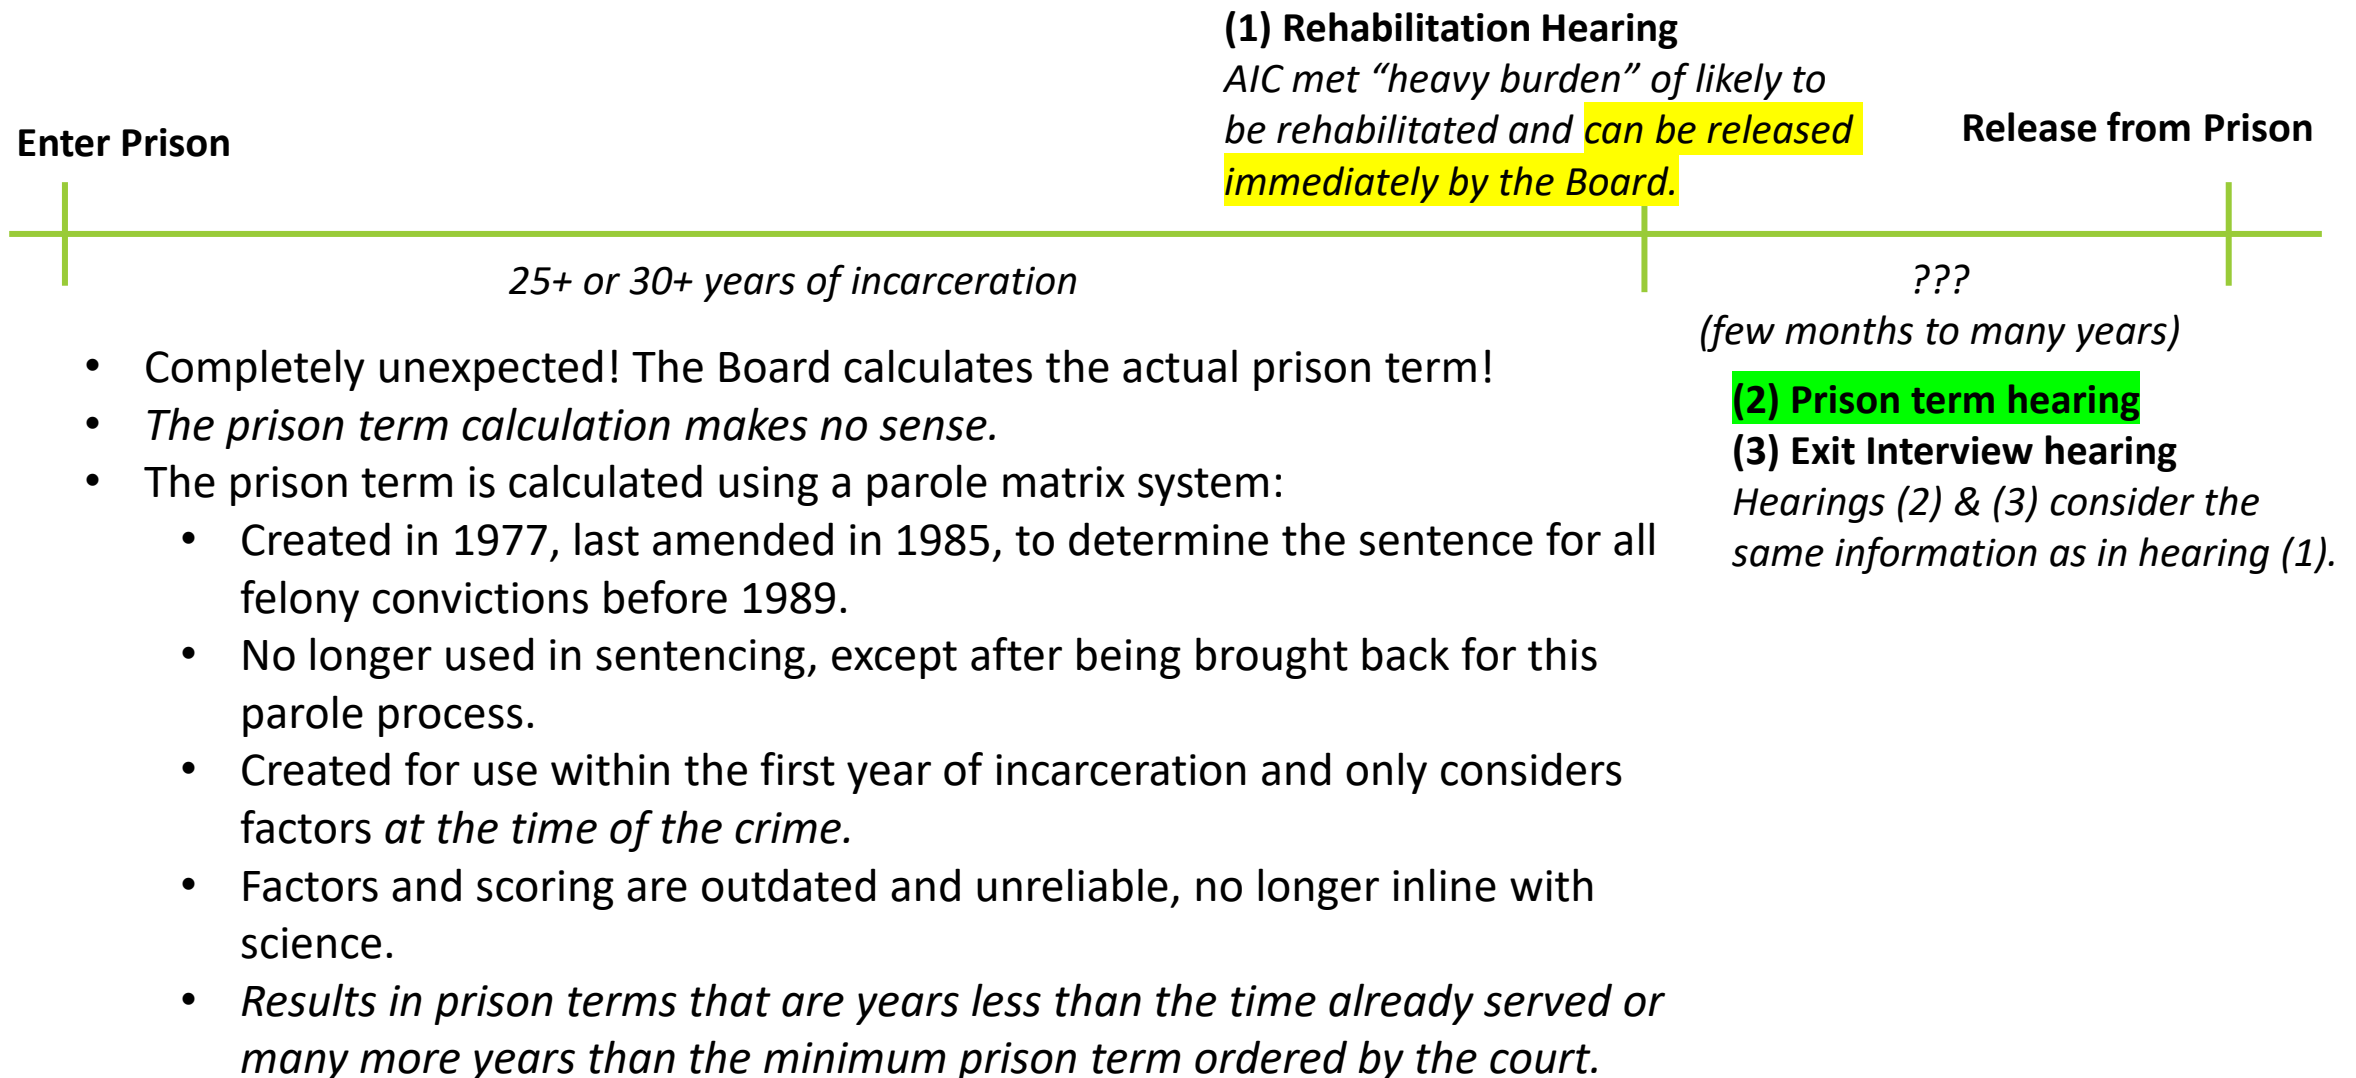 (1) Rehabilitation Hearing
AIC met “heavy burden” of likely to
be rehabilitated and can be released
immediately by the Board.
Enter Prison
Release from Prison
25+ or 30+ years of incarceration
???
(few months to many years)
• Completely unexpected! The Board calculates the actual prison term!
• The prison term calculation makes no sense.
• The prison term is calculated using a parole matrix system:
• Created in 1977, last amended in 1985, to determine the sentence for all
felony convictions before 1989.
• No longer used in sentencing, except after being brought back for this
parole process.
• Created for use within the first year of incarceration and only considers
factors at the time of the crime.
• Factors and scoring are outdated and unreliable, no longer inline with
science.
• Results in prison terms that are years less than the time already served or
many more years than the minimum prison term ordered by the court.
(2) Prison term hearing
(3) Exit Interview hearing
Hearings (2) & (3) consider the
same information as in hearing (1).